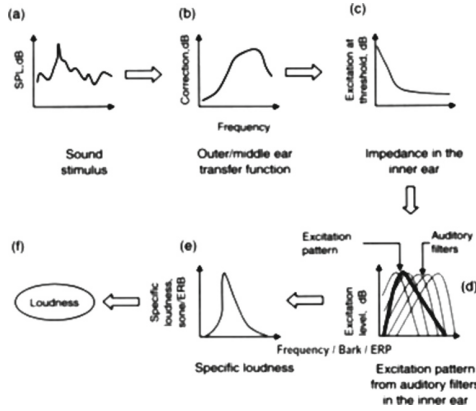 (a)
SPL,dB
Sound
stimulus
(b)
Correction,dB
Frequency
Outer/middle ear
transfer function
(c)
Excitation at
threshold, dB
Impedance in the
inner ear
(d)
Excitation
pattern
Auditory
filters
Excitation
level, dB
Frequency / Bark / ERP
Excitation pattern
from auditory filters
in the inner ear
(e)
Specific
loudness,
sone/ERB
Specific loudness
(f)
Loudness